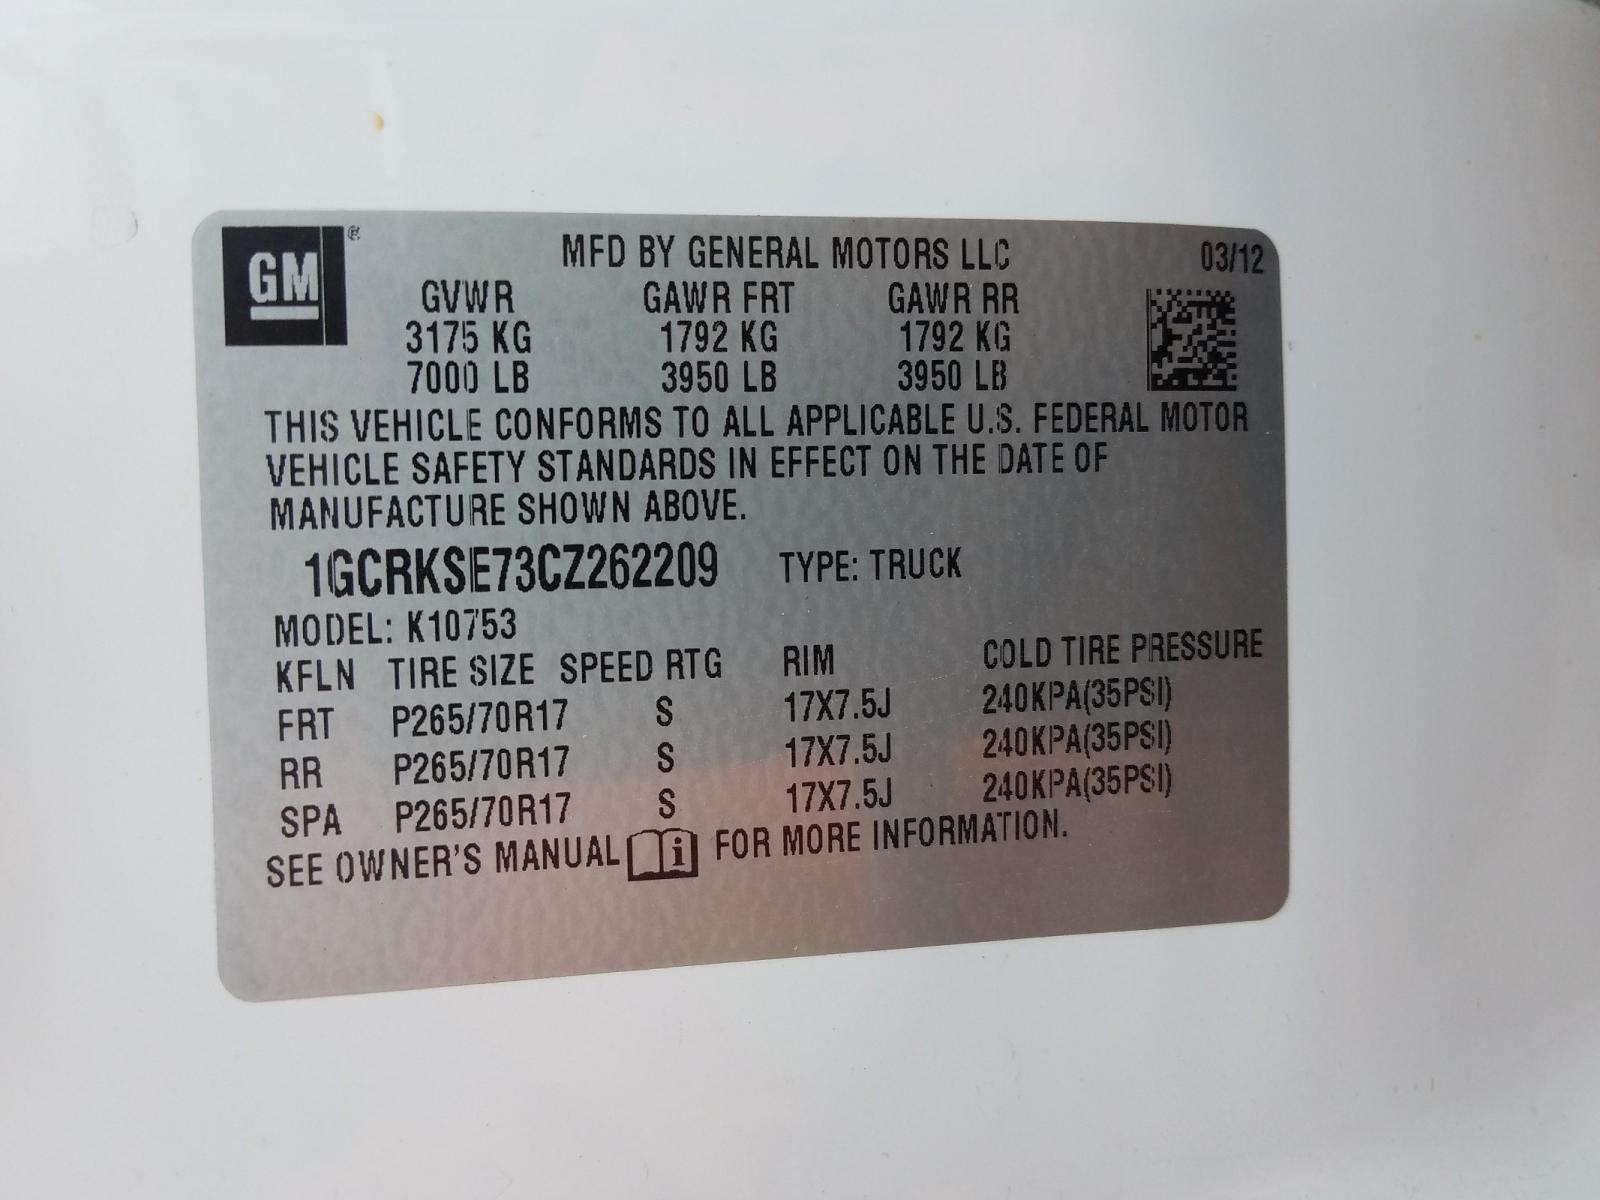 GM ®
MFD BY GENERAL MOTORS LLC 03/12
GVWR GAWR FRT GAWR RR
3175 KG 1792 KG 1792 KG
7000 LB 3950 LB 3950 LB
THIS VEHICLE CONFORMS TO ALL APPLICABLE U.S. FEDERAL MOTOR
VEHICLE SAFETY STANDARDS IN EFFECT ON THE DATE OF
MANUFACTURE SHOWN ABOVE.
1GCRKSE73CZ262209 TYPE: TRUCK
MODEL: K10753
KFLN TIRE SIZE SPEED RTG RIM COLD TIRE PRESSURE
FRT P265/70R17 S 17X7.5J 240KPA(35PSI)
RR P265/70R17 S 17X7.5J 240KPA(35PSI)
SPA P265/70R17 S 17X7.5J 240KPA(35PSI)
SEE OWNER'S MANUAL i FOR MORE INFORMATION.